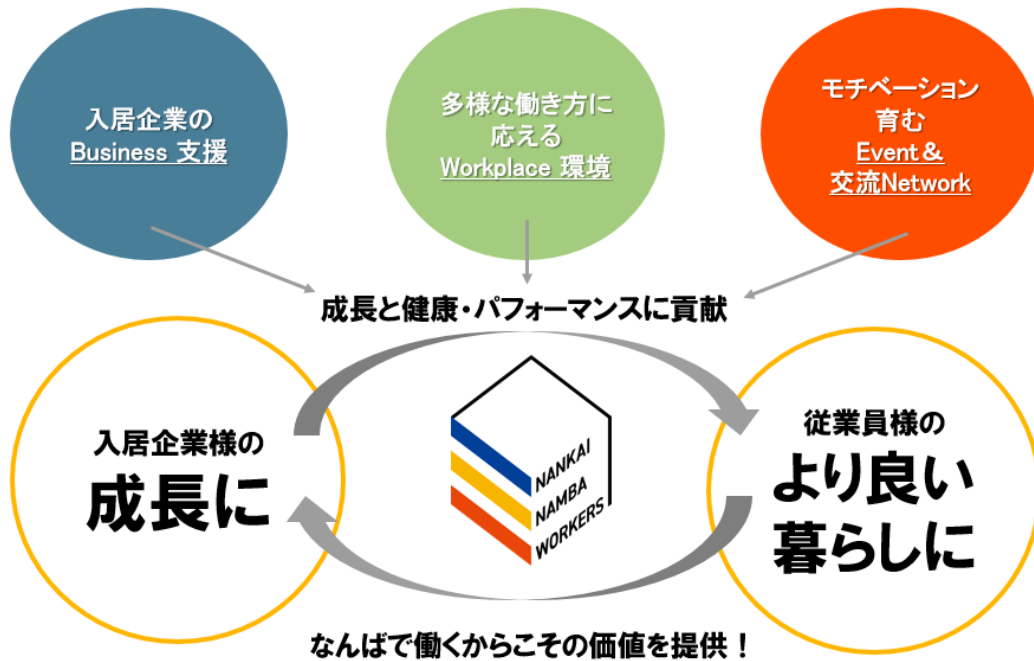 入居企業の
Business 支援
多様な働き方に
応える
Workplace 環境
モチベーション
育む
Event＆
交流Network
成長と健康・パフォーマンスに貢献
入居企業様の
成長に
NANKAI
NAMBA
WORKERS
従業員様の
より良い
暮らしに
なんばで働くからこその価値を提供！